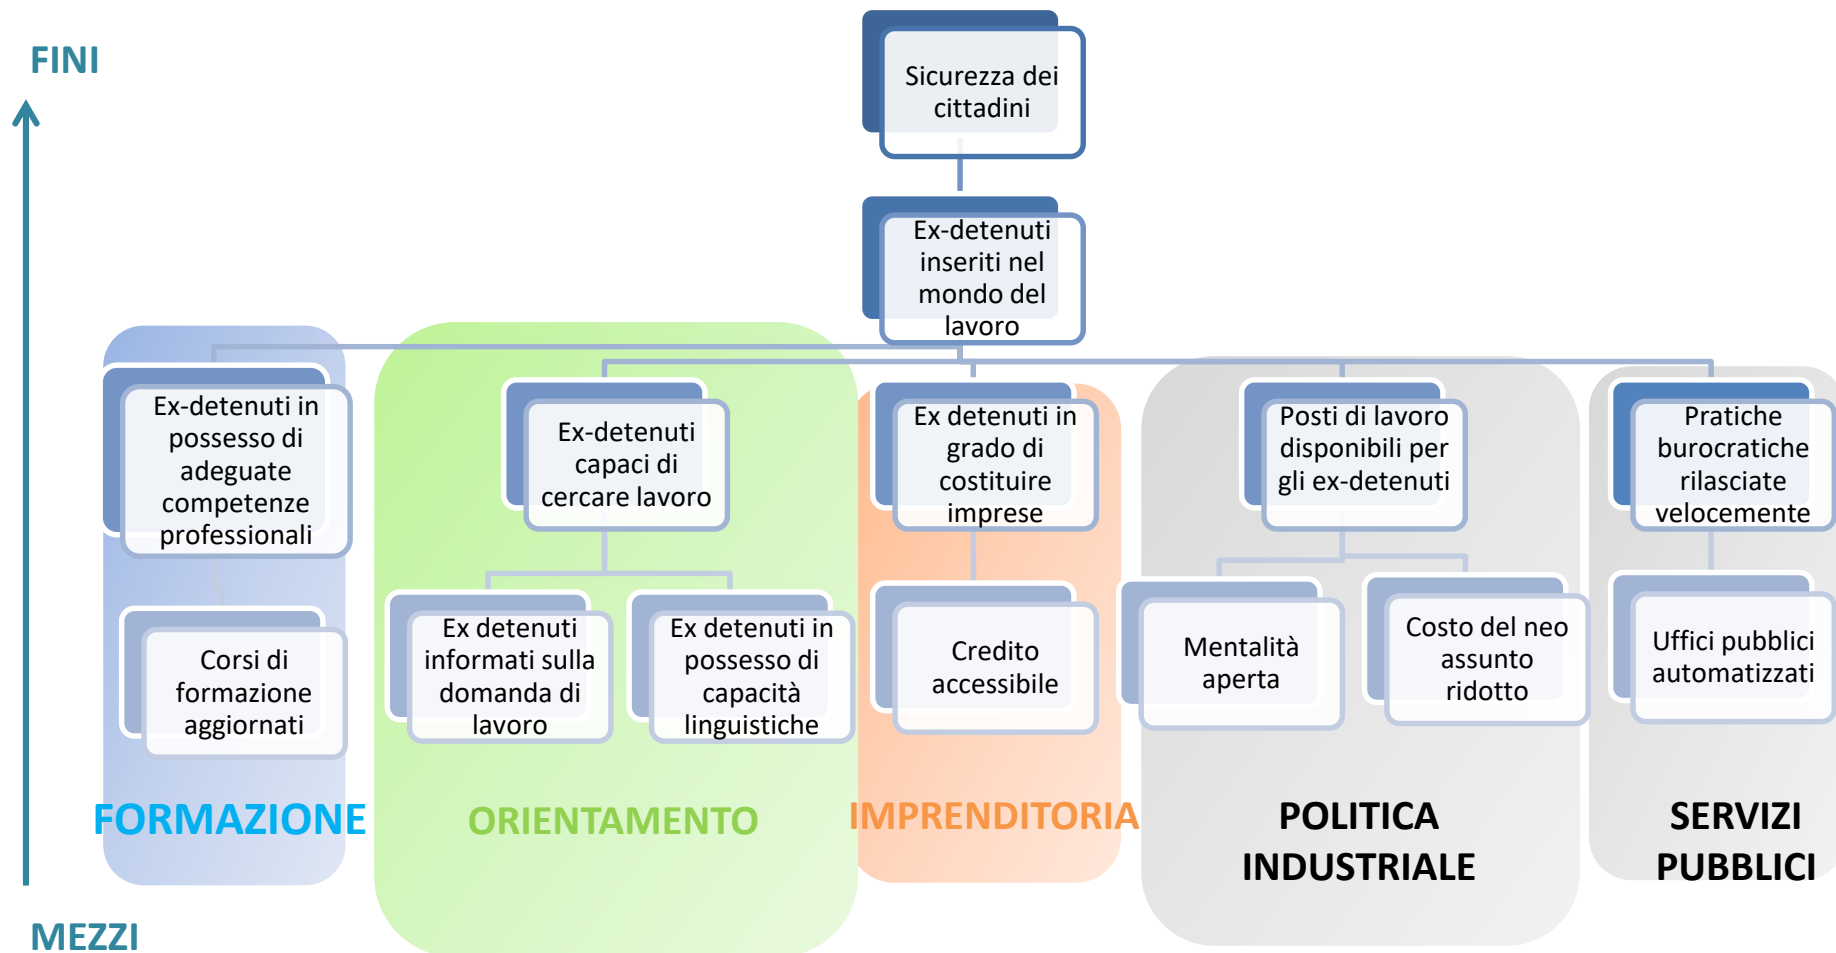 FINI
Sicurezza dei
cittadini
Ex-detenuti
inseriti nel
mondo del
lavoro
Ex-detenuti in
possesso di
adeguate
competenze
professionali
Ex-detenuti
capaci di
cercare lavoro
Ex detenuti in
grado di
costituire
imprese
Posti di lavoro
disponibili per
gli ex-detenuti
Pratiche
burocratiche
rilasciate
velocemente
Corsi di
formazione
aggiornati
Ex detenuti
informati sulla
domanda di
lavoro
Ex detenuti in
possesso di
capacità
linguistiche
Credito
accessibile
Mentalità
aperta
Costo del neo
assunto
ridotto
Uffici pubblici
automatizzati
FORMAZIONE
ORIENTAMENTO
IMPRENDITORIA
POLITICA
INDUSTRIALE
SERVIZI
PUBBLICI
MEZZI